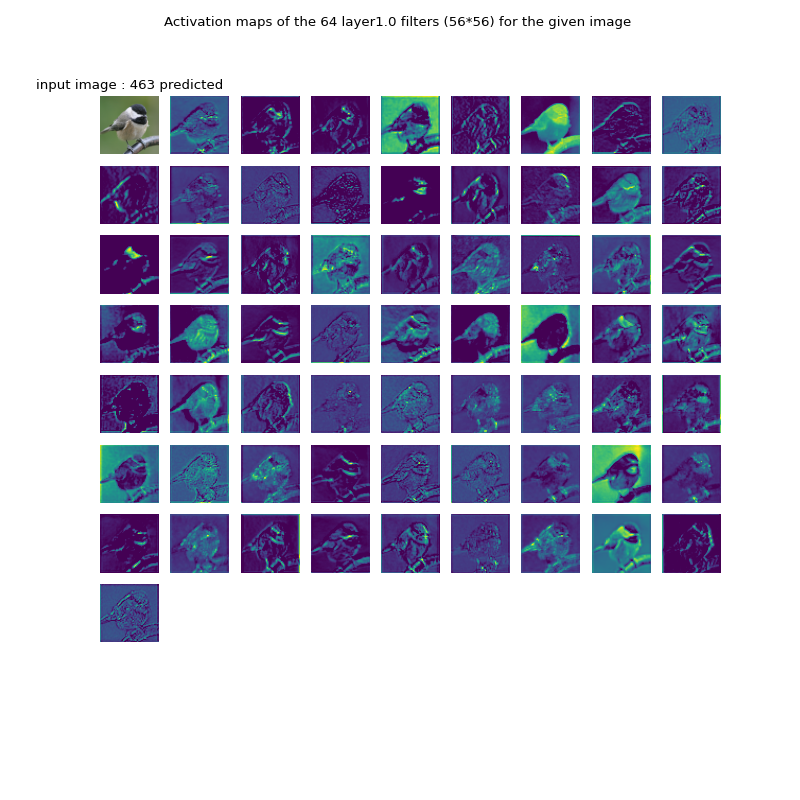 Activation maps of the 64 layer1.0 filters (56*56) for the given image
input image : 463 predicted